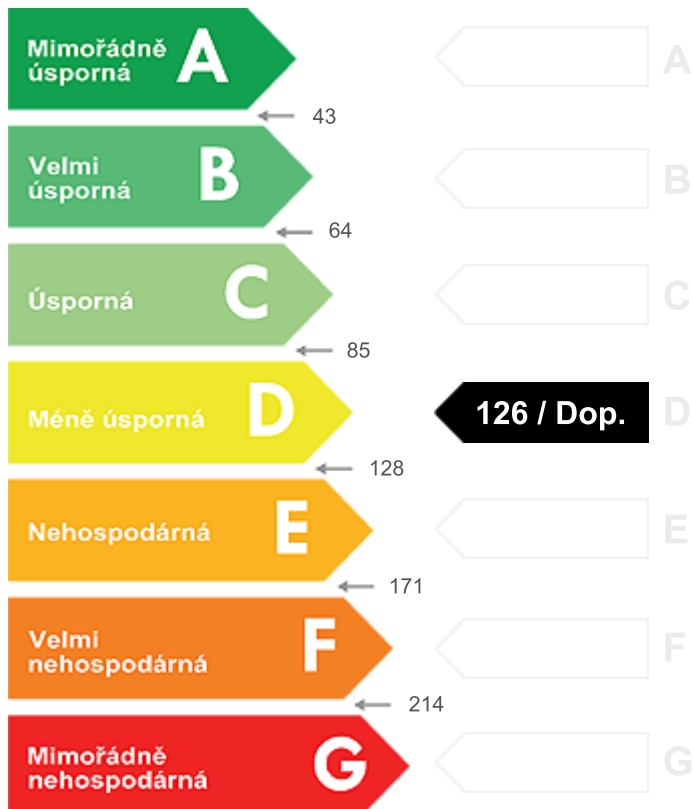 Mimořádně
úsporná
A
A
43
Velmi
úsporná
B
B
64
Úsporná
C
C
85
Méně úsporná
D
126 / Dop.
D
128
Nehospodárná
E
E
171
Velmi
nehospodárná
F
F
214
Mimořádně
nehospodárná
G
G